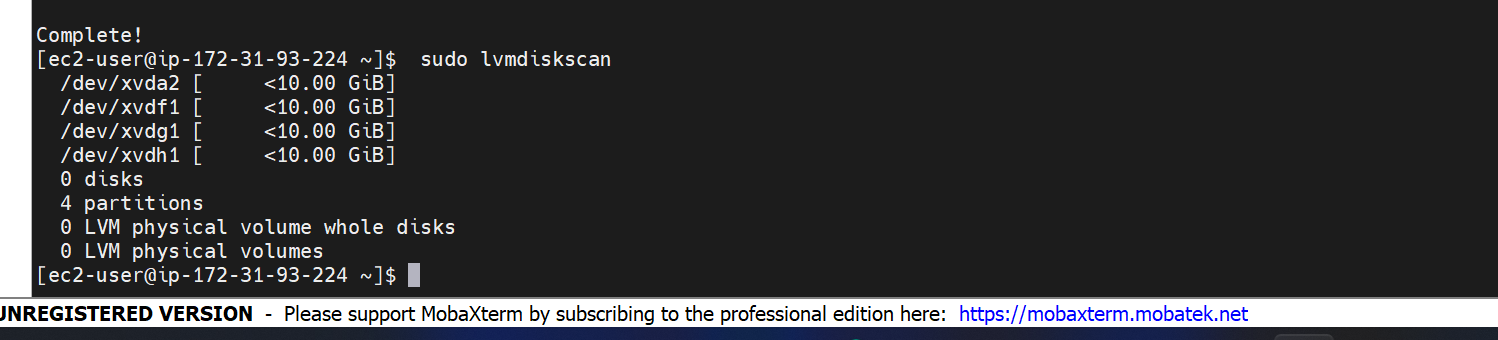 Complete!
[ec2-user@ip-172-31-93-224 ~]$  sudo lvmdiskscan
  /dev/xvda2 [     <10.00 GiB]
  /dev/xvdf1 [     <10.00 GiB]
  /dev/xvdg1 [     <10.00 GiB]
  /dev/xvdh1 [     <10.00 GiB]
  0 disks
  4 partitions
  0 LVM physical volume whole disks
  0 LVM physical volumes
[ec2-user@ip-172-31-93-224 ~]$
UNREGISTERED VERSION  -  Please support MobaXterm by subscribing to the professional edition here:  https://mobaxterm.mobatek.net